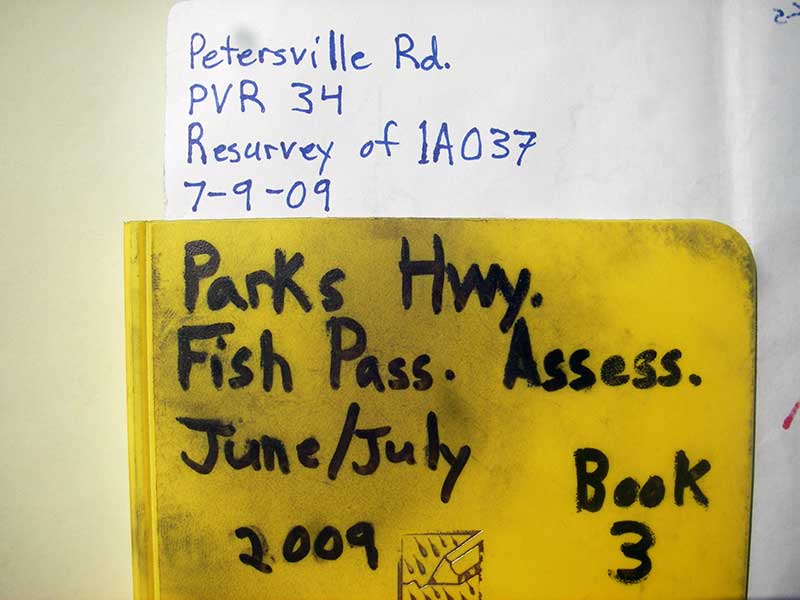 Petersville Rd.
PVR 34
Resurvey of 1A037
7-9-09
Parks Hwy.
Fish Pass. Assess.
June/July
2009
Book
3